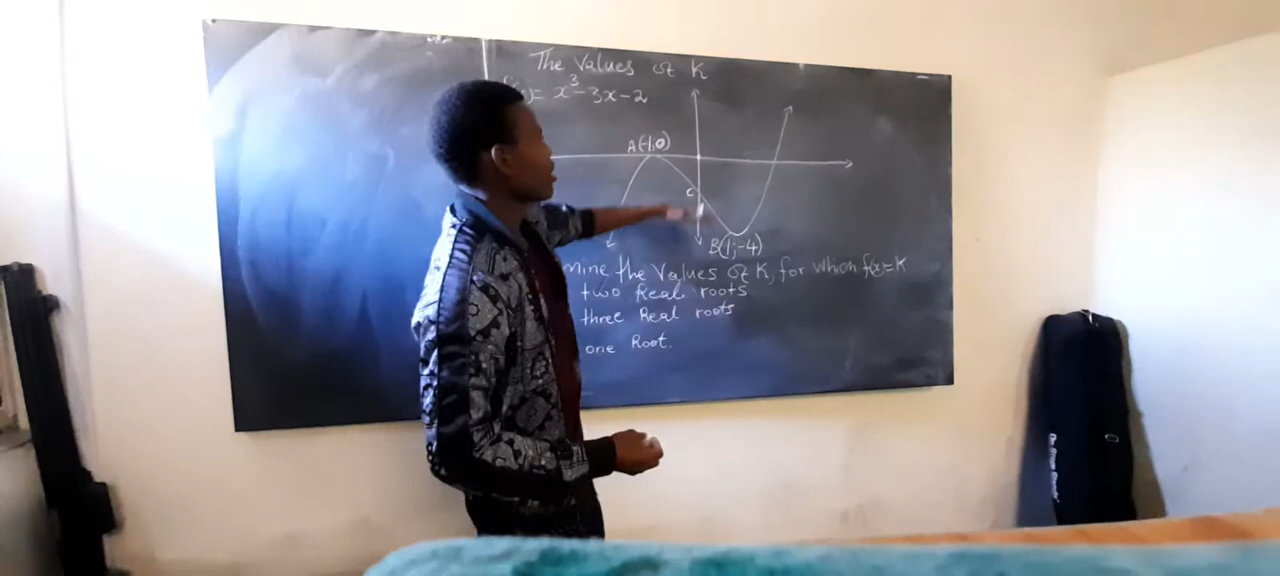 The Values of K
= x³-3x-2
A(-1,0)
C
B(1;-4)
the Values of K, for which f(x)=K
two Real roots
three Real roots
one Root.